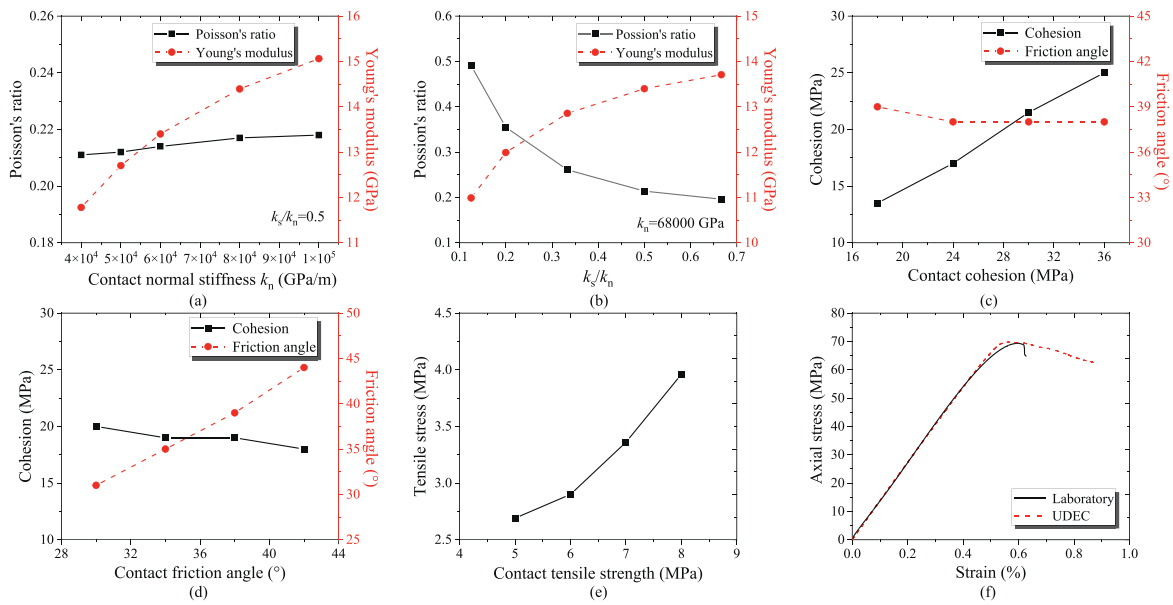 0.26
0.24
0.22
0.20
0.18
Poisson's ratio
Poisson's ratio
Young's modulus
16
15
14
13
12
11
Young's modulus
(GPa)
kₛ/kₙ=0.5
4×10⁴ 5×10⁴ 6×10⁴ 7×10⁴ 8×10⁴ 9×10⁴ 1×10⁵
Contact normal stiffness kₙ (GPa/m)
(a)
0.6
0.5
0.4
0.3
0.2
0.1
Possion's ratio
Possion's ratio
Young's modulus
15
14
13
12
11
10
Young's modulus
(GPa)
kₙ=68000 GPa
0.1 0.2 0.3 0.4 0.5 0.6 0.7
kₛ/kₙ
(b)
30
25
20
15
10
Cohesion (MPa)
Cohesion
Friction angle
45
42
39
36
33
30
Friction angle (°)
16 20 24 28 32 36
Contact cohesion (MPa)
(c)
30
25
20
15
10
Cohesion (MPa)
Cohesion
Friction angle
50
45
40
35
30
25
Friction angle (°)
28 32 36 40 44
Contact friction angle (°)
(d)
4.5
4.0
3.5
3.0
2.5
Tensile stress (MPa)
4 5 6 7 8 9
Contact tensile strength (MPa)
(e)
80
70
60
50
40
30
20
10
0
Axial stress (MPa)
Laboratory
UDEC
0.0 0.2 0.4 0.6 0.8 1.0
Strain (%)
(f)